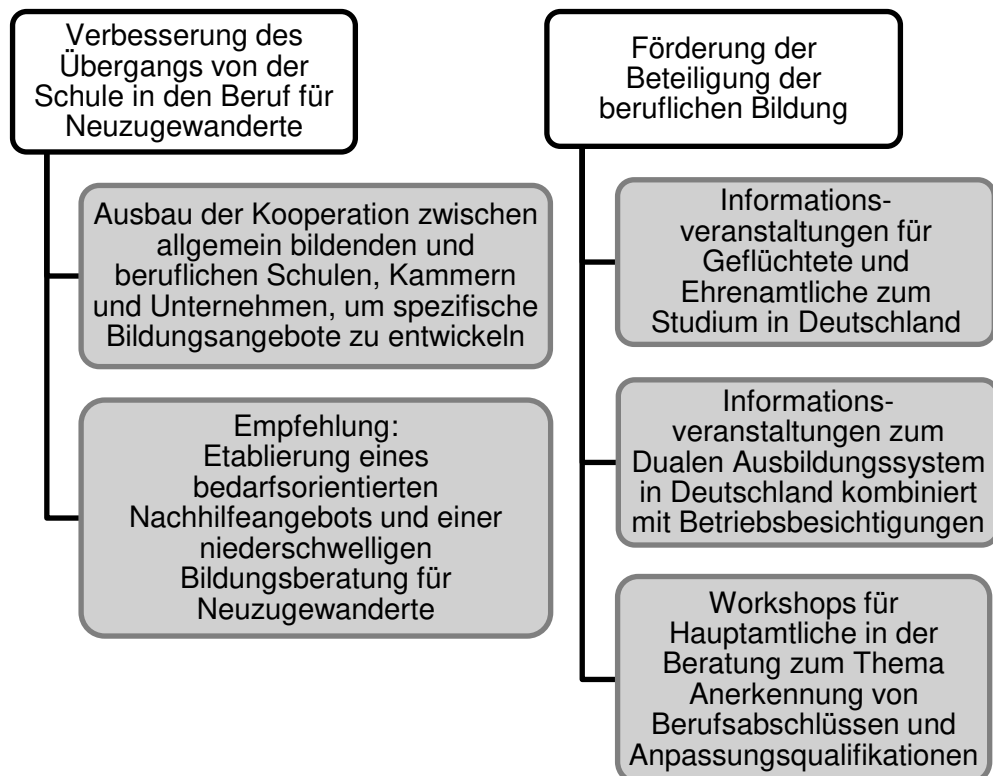 Verbesserung des
Übergangs von der
Schule in den Beruf für
Neuzugewanderte
Ausbau der Kooperation zwischen
allgemein bildenden und
beruflichen Schulen, Kammern
und Unternehmen, um spezifische
Bildungsangebote zu entwickeln
Empfehlung:
Etablierung eines
bedarfsorientierten
Nachhilfeangebots und einer
niederschwelligen
Bildungsberatung für
Neuzugewanderte
Förderung der
Beteiligung der
beruflichen Bildung
Informations-
veranstaltungen für
Geflüchtete und
Ehrenamtliche zum
Studium in Deutschland
Informations-
veranstaltungen zum
Dualen Ausbildungssystem
in Deutschland kombiniert
mit Betriebsbesichtigungen
Workshops für
Hauptamtliche in der
Beratung zum Thema
Anerkennung von
Berufsabschlüssen und
Anpassungsqualifikationen